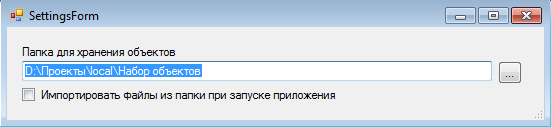 SettingsForm
Папка для хранения объектов
D:\Проекты\local\Набор объектов
...
Импортировать файлы из папки при запуске приложения